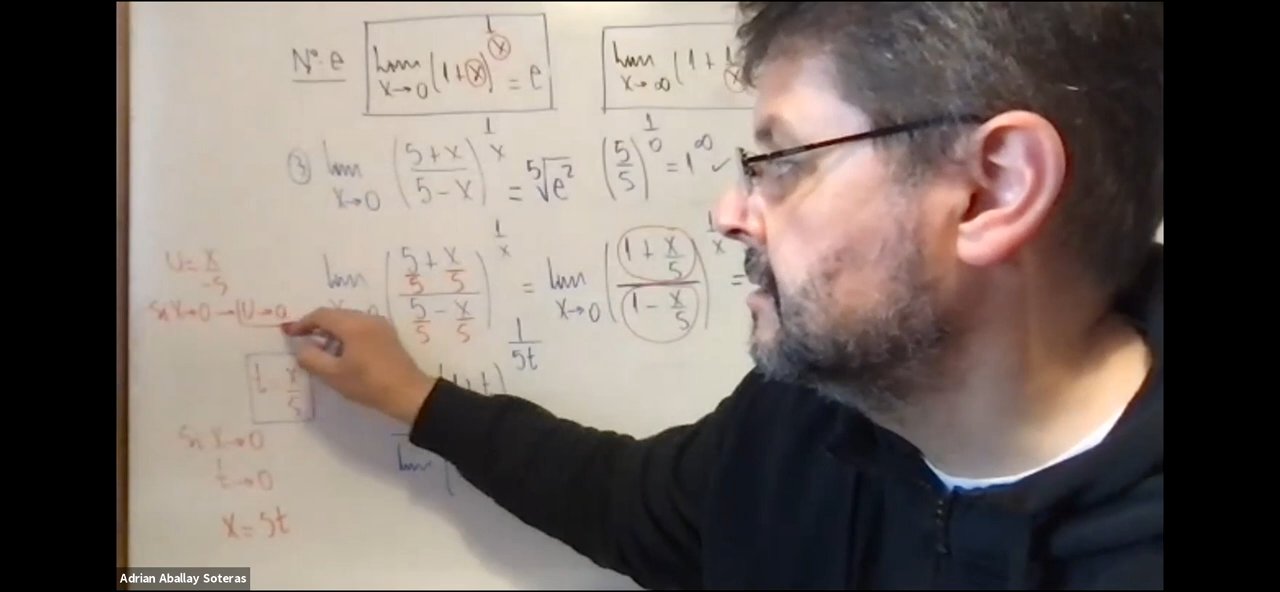 Nº e lim x→0 (1+x)^(1/x) = e lim x→∞ (1+1/x
③ lim x→0 ((5+x)/(5-x))^(1/x) = ⁵√e² (5/5)^(1/0) = 1^∞ ✓
U = x/-5
lim ((5/5 + x/5)/(5/5 - x/5))^(1/x) = lim x→0 ((1 + x/5)/(1 - x/5))^(1/x) =
Si x→0 → U→0
1/5t
t = x/5
Si x→0
t→0
lim (
x = 5t
Adrian Aballay Soteras